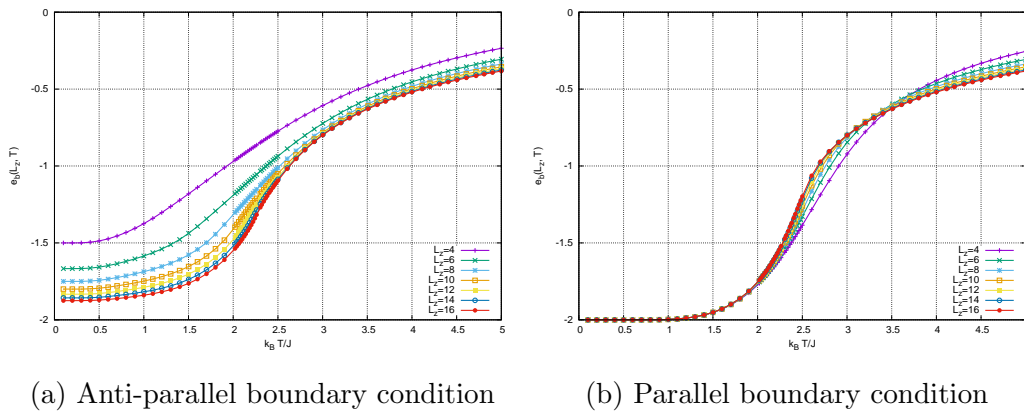 0
-0.5
-1
-1.5
-2
e_b(L_z, T)
0 0.5 1 1.5 2 2.5 3 3.5 4 4.5 5
k_B T/J
L_z=4
L_z=6
L_z=8
L_z=10
L_z=12
L_z=14
L_z=16
(a) Anti-parallel boundary condition
0
-0.5
-1
-1.5
-2
e_b(L_z, T)
0 0.5 1 1.5 2 2.5 3 3.5 4 4.5
k_B T/J
L_z=4
L_z=6
L_z=8
L_z=10
L_z=12
L_z=14
L_z=16
(b) Parallel boundary condition